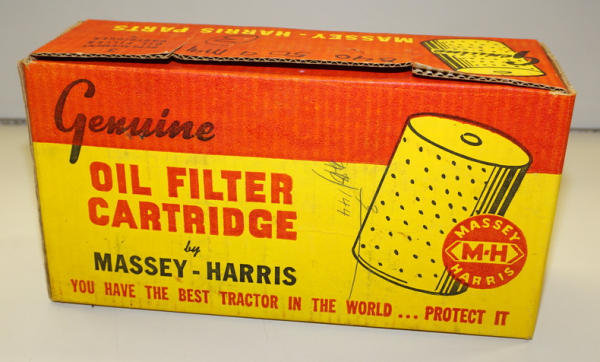 MASSEY-HARRIS PARTS
Genuine
Genuine
OIL FILTER
CARTRIDGE
by
MASSEY-HARRIS
MASSEY
M-H
HARRIS
YOU HAVE THE BEST TRACTOR IN THE WORLD ... PROTECT IT